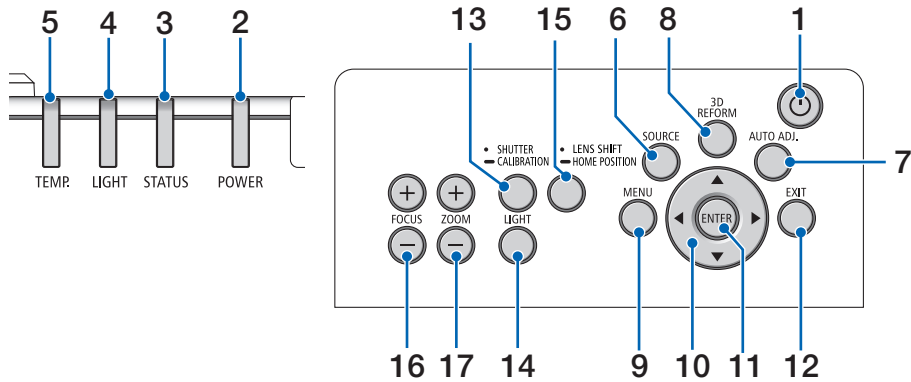 5 4 3 2
13 15 6 8 1
3D
REFORM
SOURCE
AUTO ADJ.
• SHUTTER
CALIBRATION
• LENS SHIFT
HOME POSITION
7
TEMP. LIGHT STATUS POWER
MENU
EXIT
ENTER
FOCUS ZOOM LIGHT
16 17 14 9 10 11 12